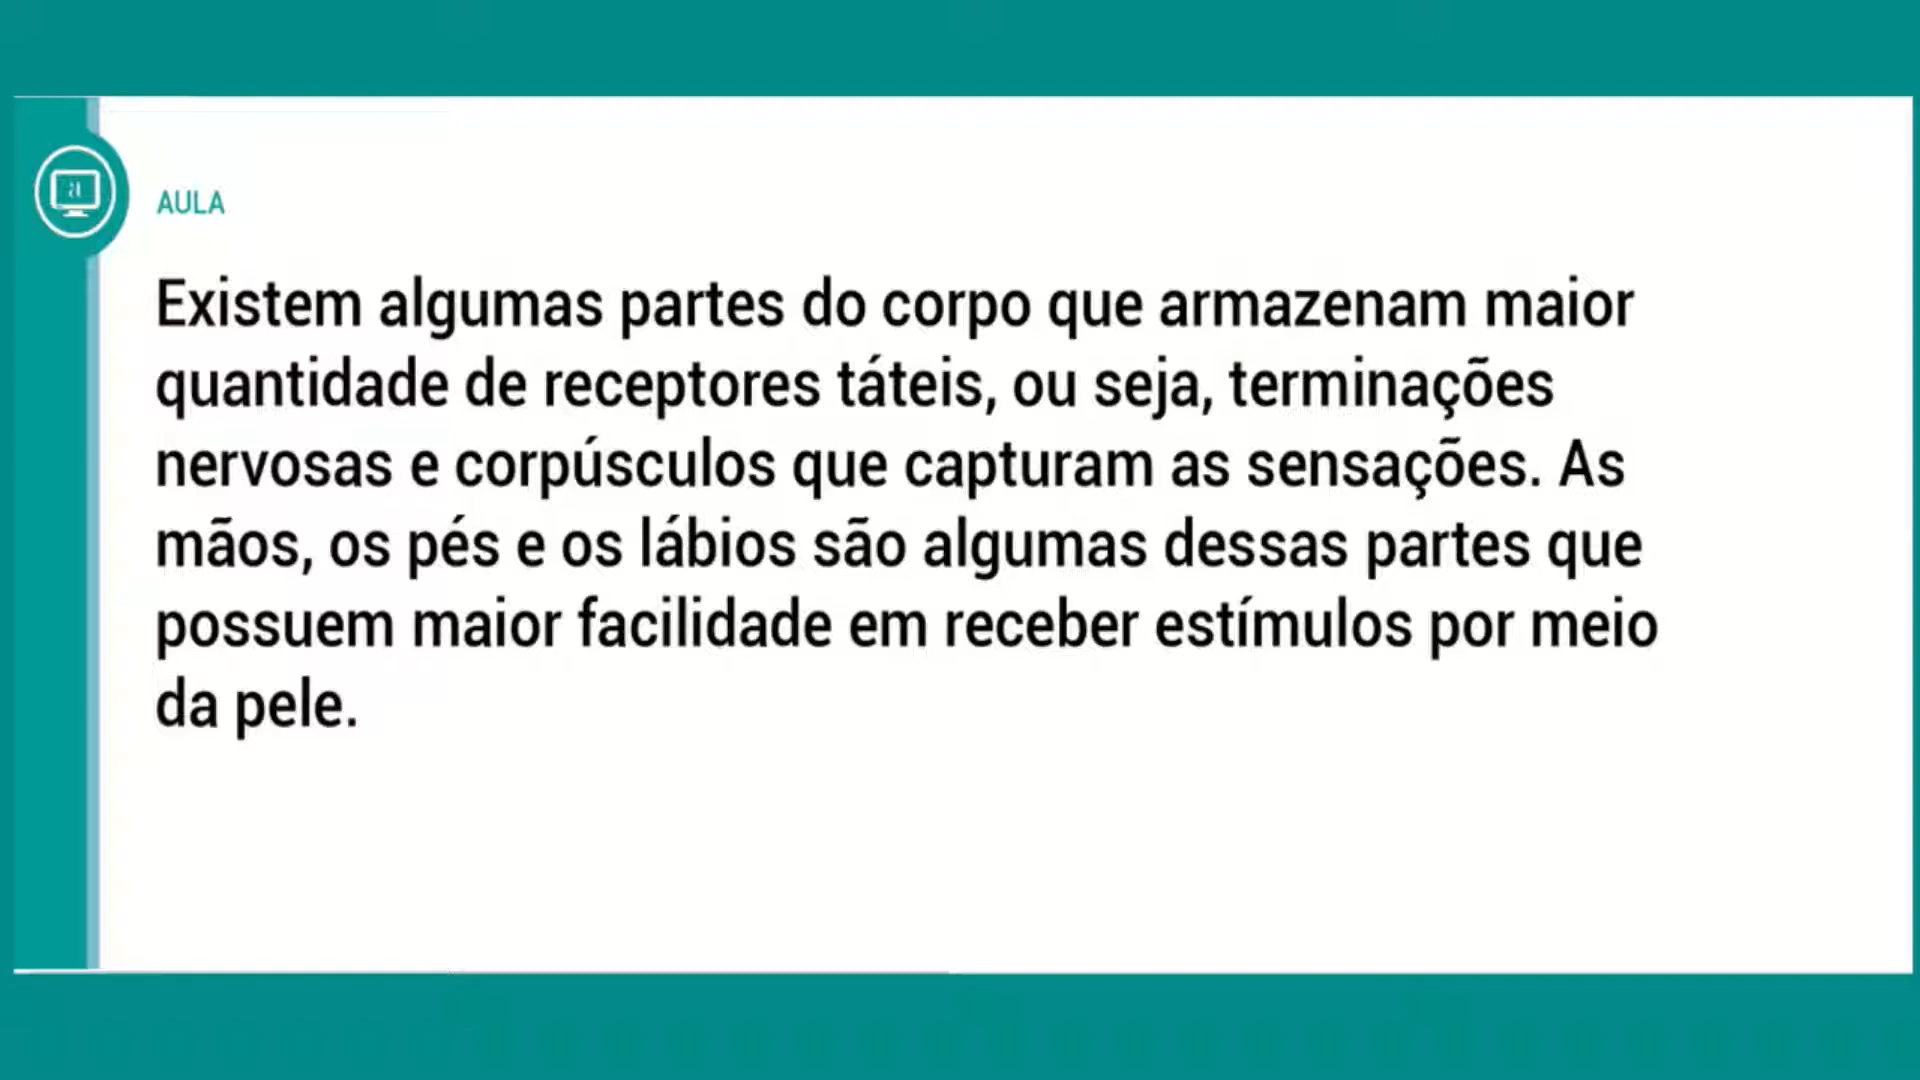 AULA
Existem algumas partes do corpo que armazenam maior
quantidade de receptores táteis, ou seja, terminações
nervosas e corpúsculos que capturam as sensações. As
mãos, os pés e os lábios são algumas dessas partes que
possuem maior facilidade em receber estímulos por meio
da pele.